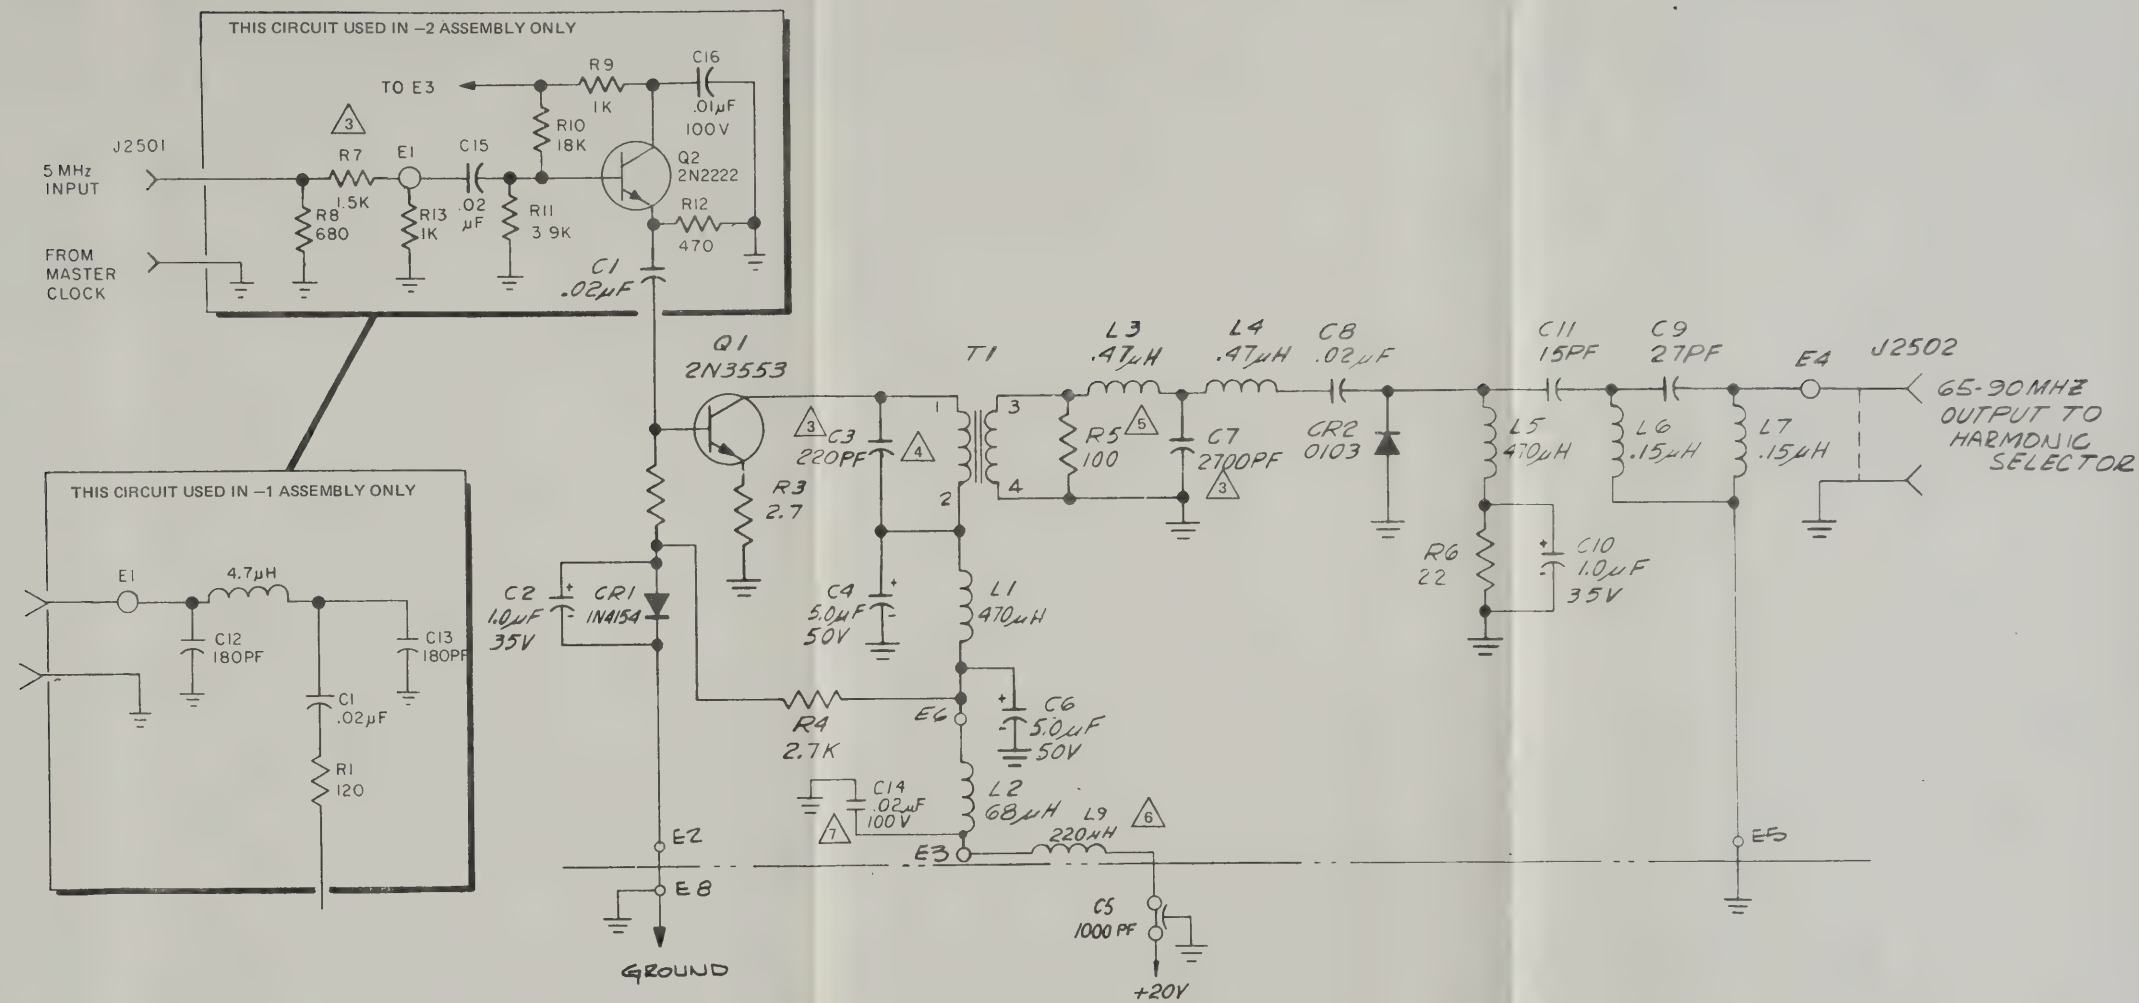 THIS CIRCUIT USED IN –2 ASSEMBLY ONLY
TO E3
R9
1K
C16
.01µF
100V
R10
18K
3
J2501
5 MHz
INPUT
R7
1.5K
E1
C15
.02
µF
Q2
2N2222
R8
680
R13
1K
R11
3.9K
R12
470
FROM
MASTER
CLOCK
C1
.02µF
Q1
2N3553
T1
L3
.47µH
L4
.47µH
C8
.02µF
C11
15PF
C9
27PF
E4
J2502
65-90MHZ
OUTPUT TO
HARMONIC
SELECTOR
1
3
2
4
3
C3
220PF
4
R5
100
5
C7
2700PF
3
CR2
0103
L5
470µH
L6
.15µH
L7
.15µH
R3
2.7
THIS CIRCUIT USED IN –1 ASSEMBLY ONLY
E1
4.7µH
C12
180PF
C13
180PF
C1
.02µF
R1
120
C2
1.0µF
35V
+
-
CR1
1N4154
C4
5.0µF
50V
+
-
L1
470µH
R6
22
+
-
C10
1.0µF
35V
R4
2.7K
E6
+
-
C6
5.0µF
50V
C14
.02µF
100V
7
L2
68µH
L9
220µH
6
E2
E3
E5
E8
C5
1000 PF
GROUND
+20V